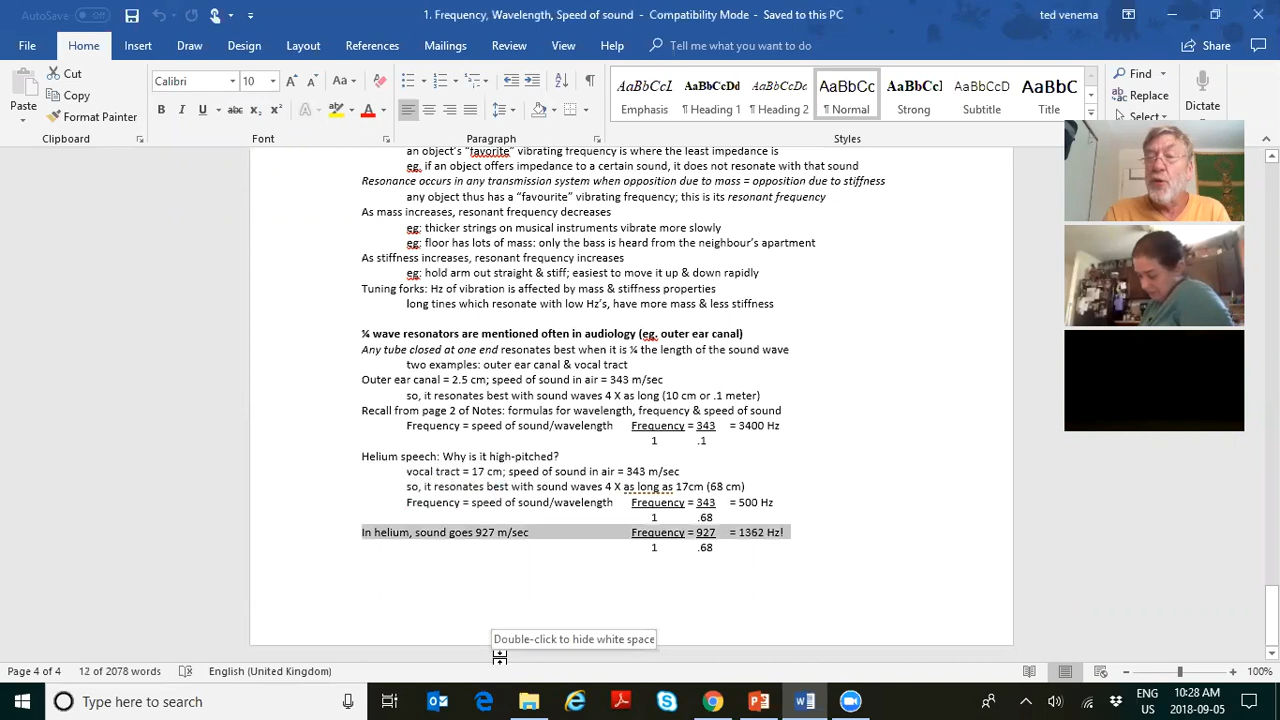 AutoSave Off
1. Frequency, Wavelength, Speed of sound - Compatibility Mode - Saved to this PC
ted venema
File Home Insert Draw Design Layout References Mailings Review View Help Tell me what you want to do Share
Paste
Cut
Copy
Format Painter
Clipboard
Calibri 10
Font
Paragraph
AaBbCcL AaBbCcDd AaBbCcDc AaBbCc AaBbCcl AaBbCcD AaBbC
Emphasis ¶ Heading 1 ¶ Heading 2 ¶ Normal Strong Subtitle Title
Styles
Find
Replace
Select
Dictate
an object's "favorite" vibrating frequency is where the least impedance is
eg. if an object offers impedance to a certain sound, it does not resonate with that sound
Resonance occurs in any transmission system when opposition due to mass = opposition due to stiffness
any object thus has a "favourite" vibrating frequency; this is its resonant frequency
As mass increases, resonant frequency decreases
eg: thicker strings on musical instruments vibrate more slowly
eg: floor has lots of mass: only the bass is heard from the neighbour's apartment
As stiffness increases, resonant frequency increases
eg: hold arm out straight & stiff; easiest to move it up & down rapidly
Tuning forks: Hz of vibration is affected by mass & stiffness properties
long tines which resonate with low Hz's, have more mass & less stiffness
¼ wave resonators are mentioned often in audiology (eg. outer ear canal)
Any tube closed at one end resonates best when it is ¼ the length of the sound wave
two examples: outer ear canal & vocal tract
Outer ear canal = 2.5 cm; speed of sound in air = 343 m/sec
so, it resonates best with sound waves 4 X as long (10 cm or .1 meter)
Recall from page 2 of Notes: formulas for wavelength, frequency & speed of sound
Frequency = speed of sound/wavelength Frequency = 343 = 3400 Hz
1 .1
Helium speech: Why is it high-pitched?
vocal tract = 17 cm; speed of sound in air = 343 m/sec
so, it resonates best with sound waves 4 X as long as 17cm (68 cm)
Frequency = speed of sound/wavelength Frequency = 343 = 500 Hz
1 .68
In helium, sound goes 927 m/sec Frequency = 927 = 1362 Hz!
1 .68
Double-click to hide white space
Page 4 of 4 12 of 2078 words English (United Kingdom) 100%
Type here to search
ENG
US
10:28 AM
2018-09-05